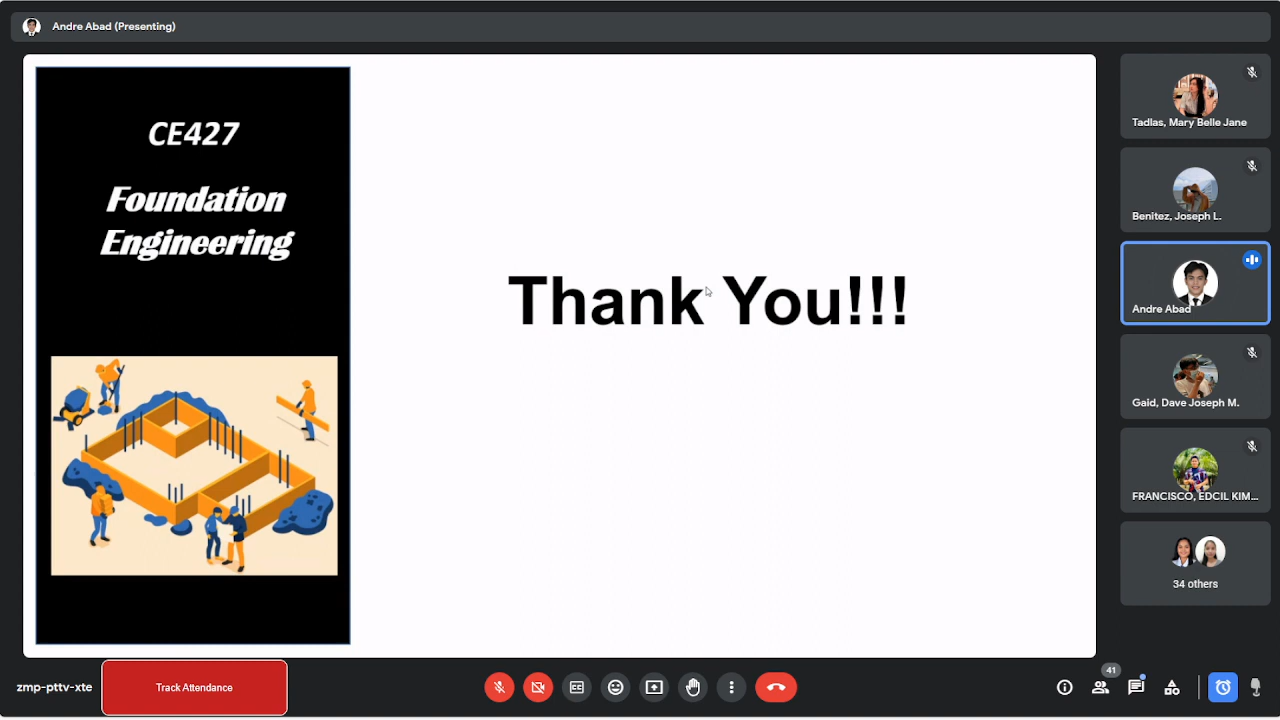 Andre Abad (Presenting)
CE427
Foundation
Engineering
Thank You!!!
Tadlas, Mary Belle Jane
Benitez, Joseph L.
Andre Abad
Gaid, Dave Joseph M.
FRANCISCO, EDCIL KIM...
34 others
zmp-pttv-xte
Track Attendance
41